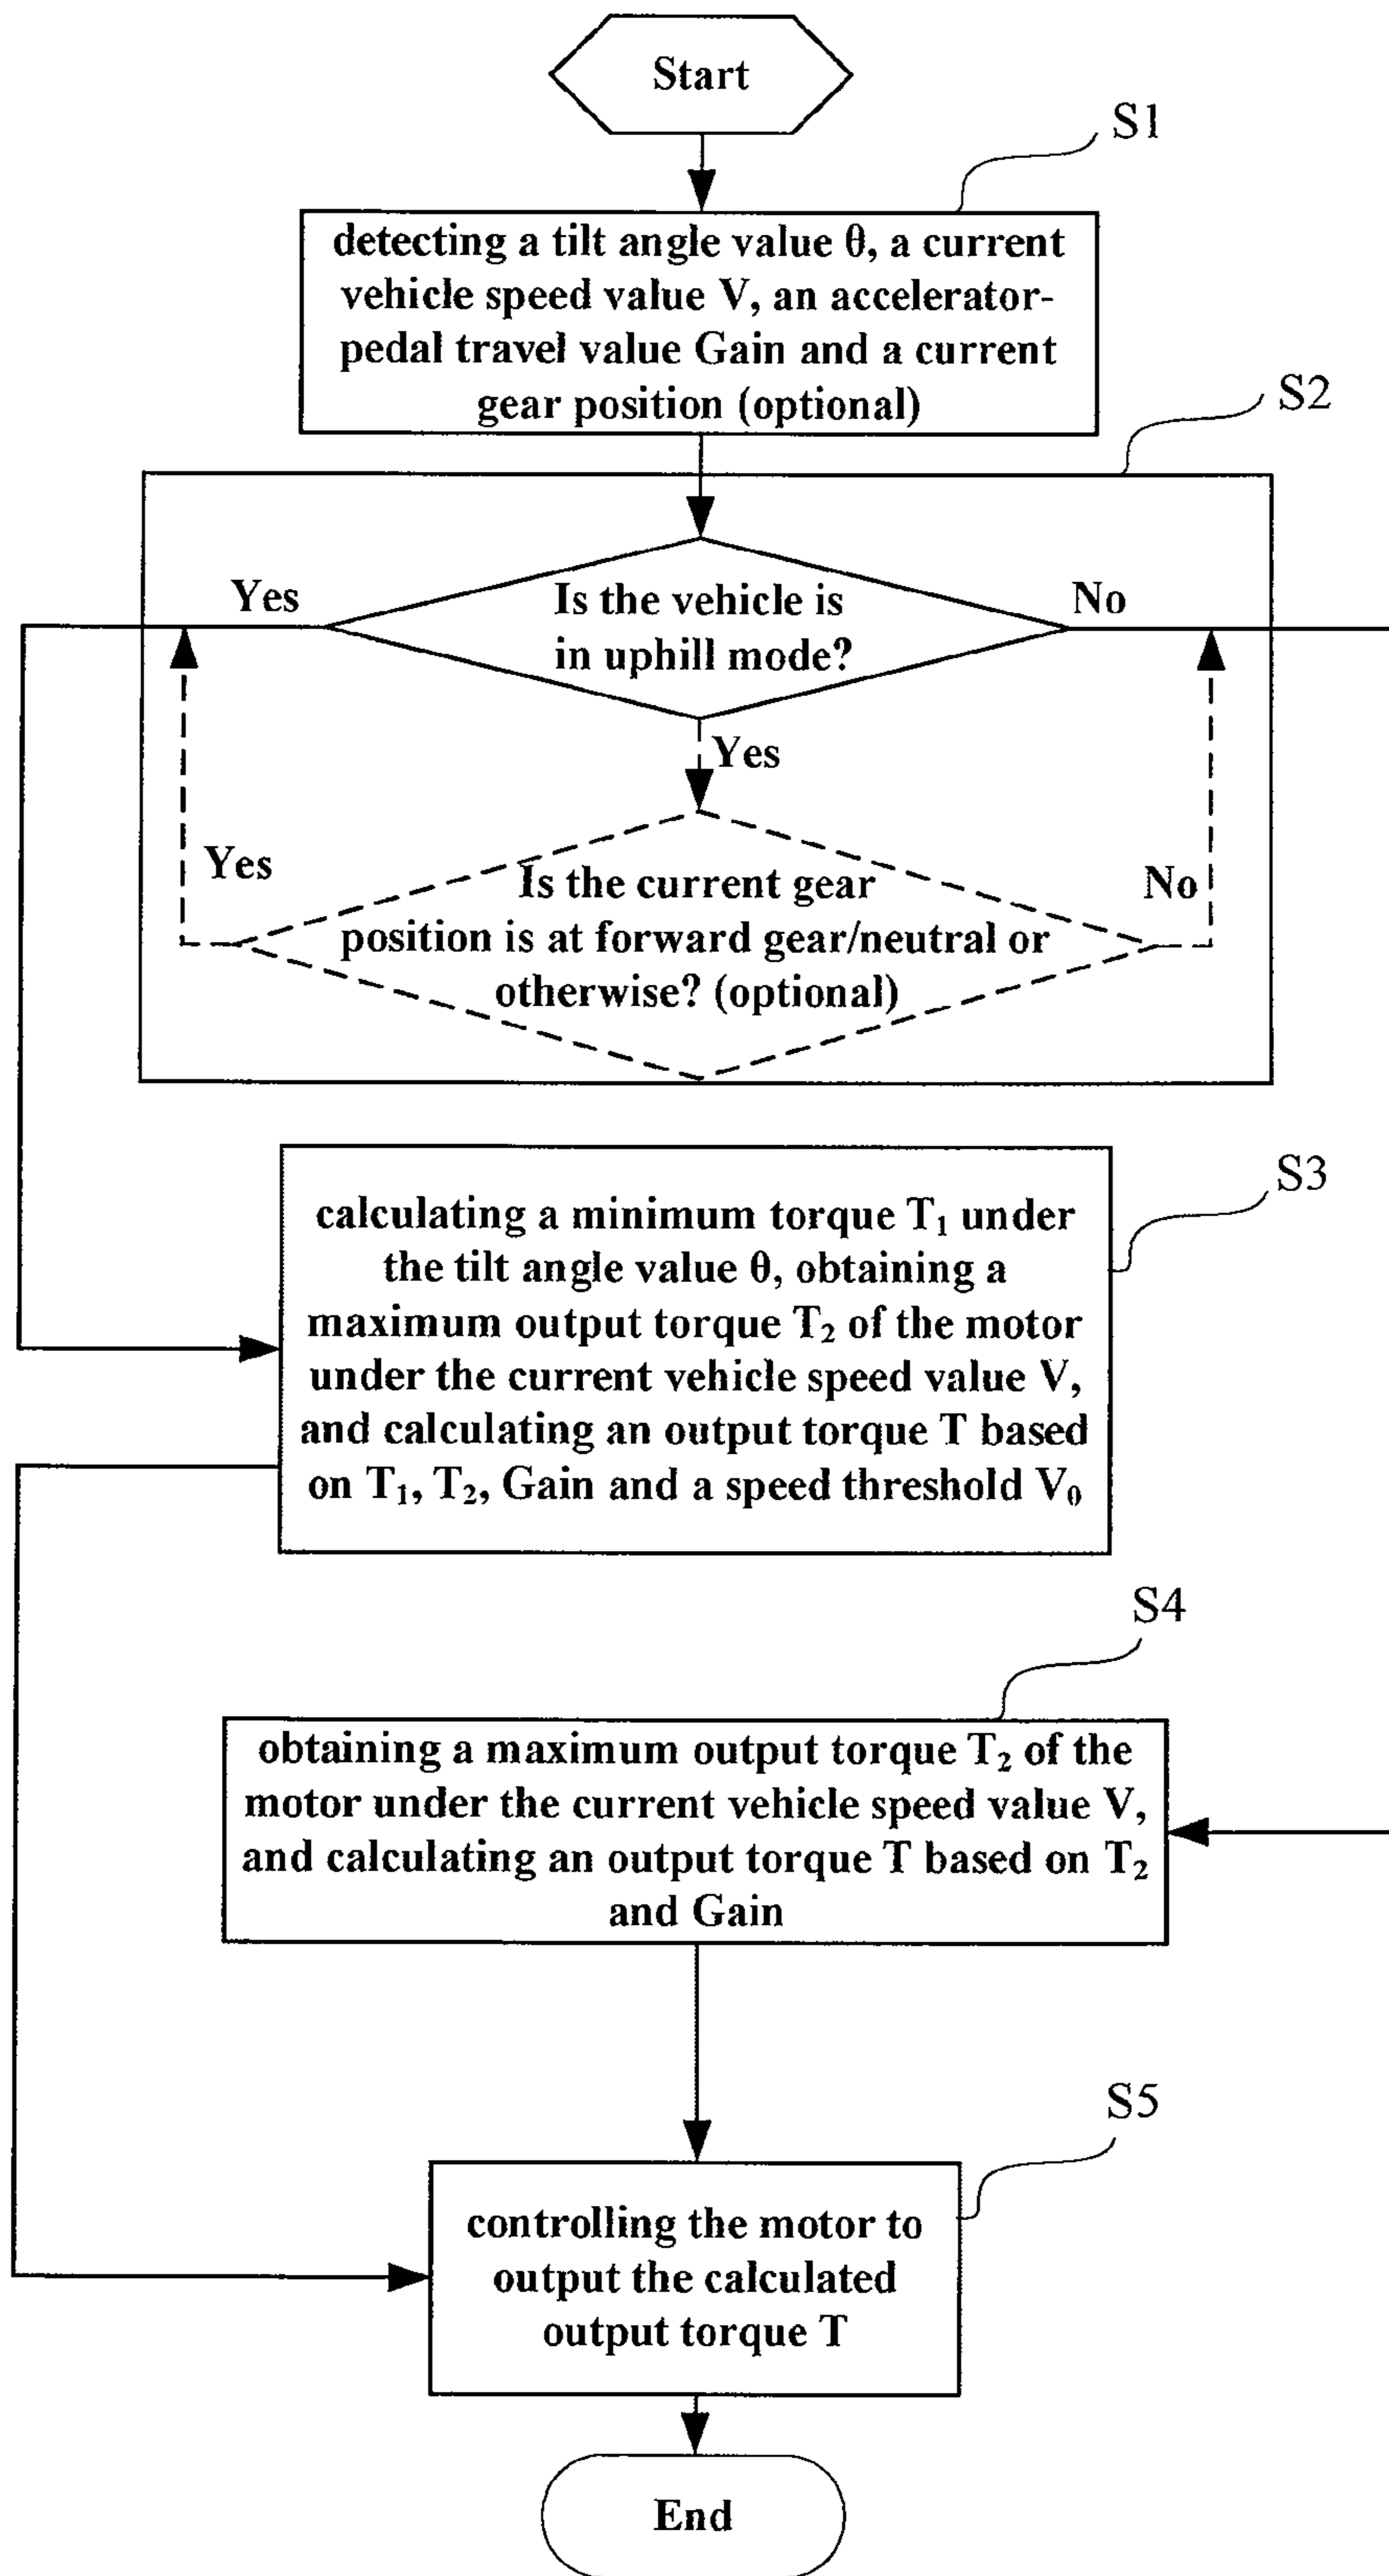 Start
S1
detecting a tilt angle value θ, a current
vehicle speed value V, an accelerator-
pedal travel value Gain and a current
gear position (optional)
S2
Yes
Is the vehicle is
in uphill mode?
No
Yes
Yes
Is the current gear
position is at forward gear/neutral or
otherwise? (optional)
No
S3
calculating a minimum torque T₁ under
the tilt angle value θ, obtaining a
maximum output torque T₂ of the motor
under the current vehicle speed value V,
and calculating an output torque T based
on T₁, T₂, Gain and a speed threshold V₀
S4
obtaining a maximum output torque T₂ of the
motor under the current vehicle speed value V,
and calculating an output torque T based on T₂
and Gain
S5
controlling the motor to
output the calculated
output torque T
End